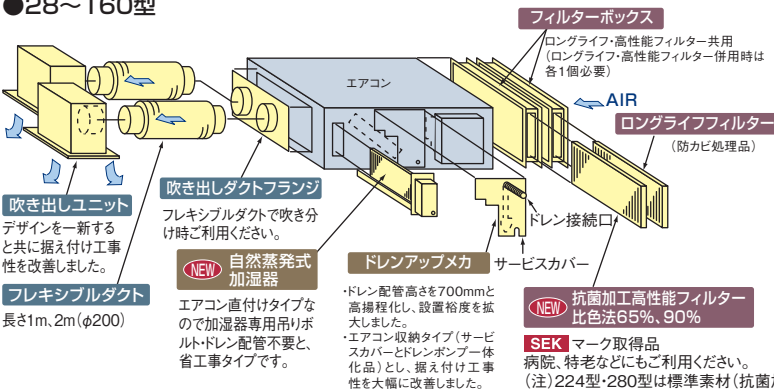 ●28〜160型
フィルターボックス
ロングライフ・高性能フィルター共用
(ロングライフ・高性能フィルター併用時は
各1個必要)
エアコン
AIR
ロングライフフィルター
(防カビ処理品)
吹き出しユニット
デザインを一新する
と共に据え付け工事
性を改善しました。
フレキシブルダクト
長さ1m、2m(φ200)
吹き出しダクトフランジ
フレキシブルダクトで吹き分
け時ご利用ください。
NEW 自然蒸発式
加湿器
エアコン直付けタイプな
ので加湿器専用吊りボ
ルト・ドレン配管不要と、
省工事タイプです。
ドレンアップメカ
・ドレン配管高さを700mmと
高揚程化し、設置裕度を拡
大しました。
・エアコン収納タイプ(サービ
スカバーとドレンポンプ一体
化品)とし、据え付け工事
性を大幅に改善しました。
ドレン接続口
サービスカバー
NEW 抗菌加工高性能フィルター
比色法65%、90%
SEK マーク取得品
病院、特老などにもご利用ください。
(注)224型・280型は標準素材(抗菌加